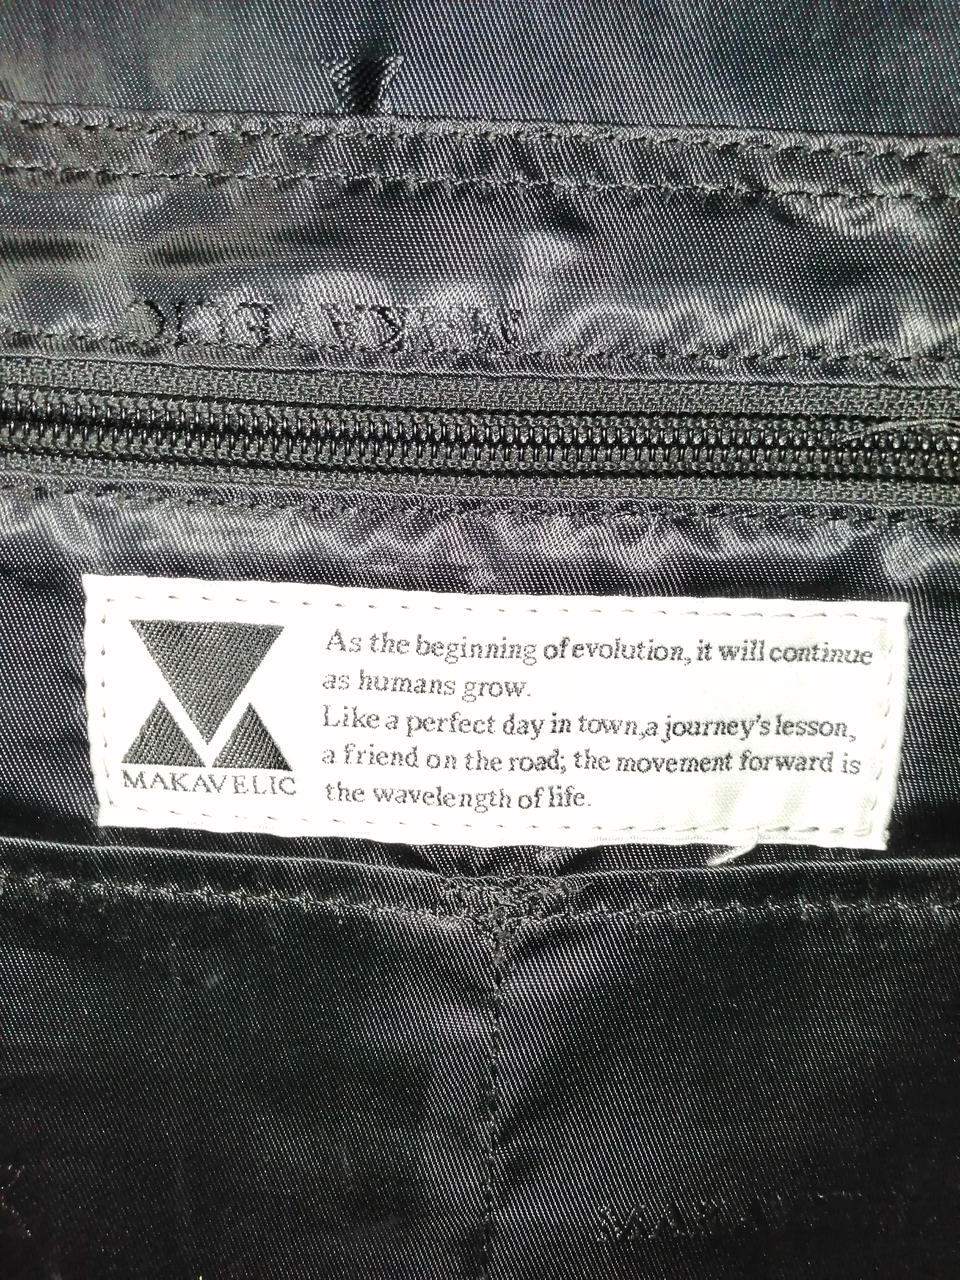 MAKAVELIC
As the beginning of evolution, it will continue
as humans grow.
Like a perfect day in town,a journey's lesson,
a friend on the road; the movement forward is
the wavelength of life.
MAKAVELIC